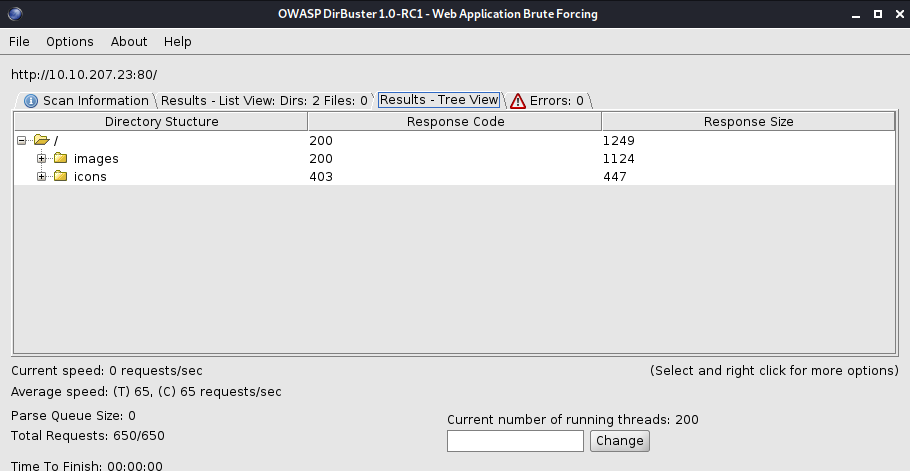 OWASP DirBuster 1.0-RC1 - Web Application Brute Forcing
File Options About Help
http://10.10.207.23:80/
Scan Information Results - List View: Dirs: 2 Files: 0 Results - Tree View Errors: 0
Directory Stucture Response Code Response Size
/ 200 1249
images 200 1124
icons 403 447
Current speed: 0 requests/sec (Select and right click for more options)
Average speed: (T) 65, (C) 65 requests/sec
Parse Queue Size: 0 Current number of running threads: 200
Total Requests: 650/650 Change
Time To Finish: 00:00:00